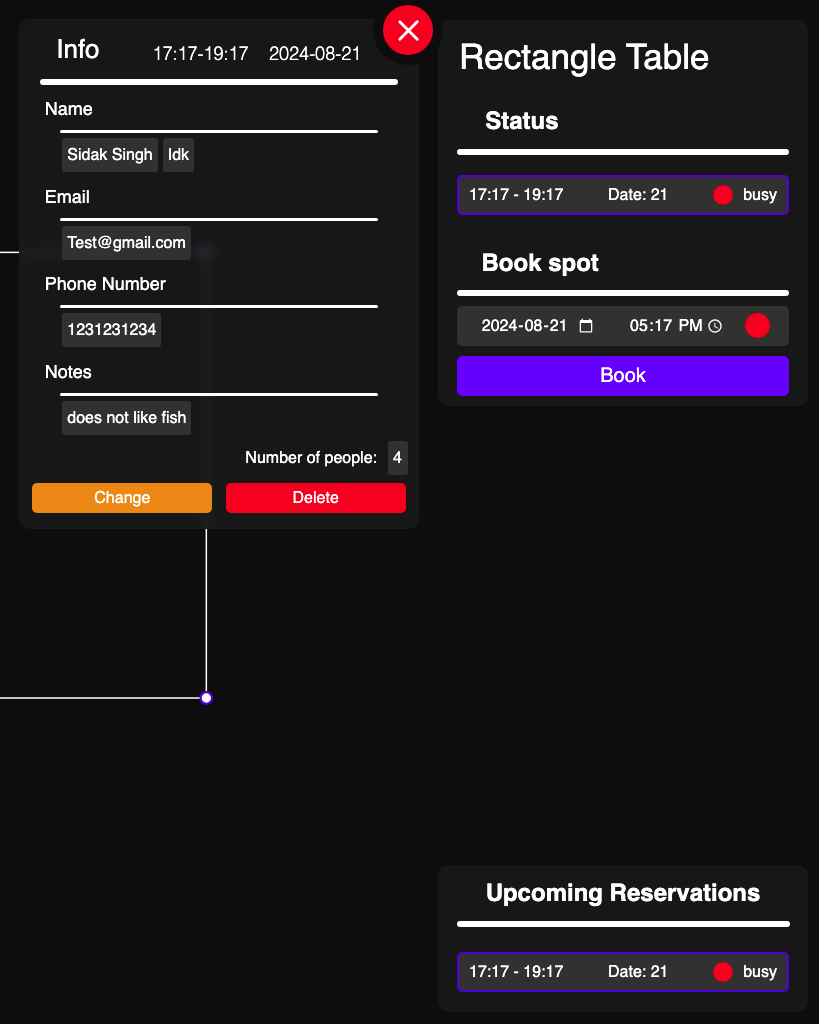 Info 17:17-19:17 2024-08-21
Name
Sidak Singh Idk
Email
Test@gmail.com
Phone Number
1231231234
Notes
does not like fish
Number of people: 4
Change Delete
Rectangle Table
Status
17:17 - 19:17 Date: 21 busy
Book spot
2024-08-21 05:17 PM
Book
Upcoming Reservations
17:17 - 19:17 Date: 21 busy